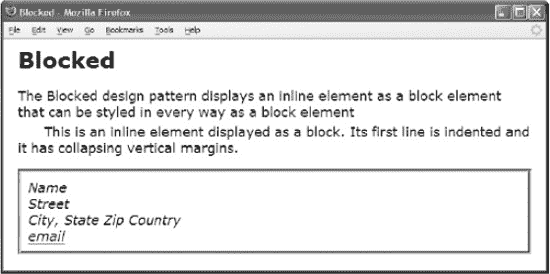 Blocked - Mozilla Firefox
File Edit View Go Bookmarks Tools Help
Blocked
The Blocked design pattern displays an inline element as a block element
that can be styled in every way as a block element
This is an inline element displayed as a block. Its first line is indented and
it has collapsing vertical margins.
Name
Street
City, State Zip Country
email